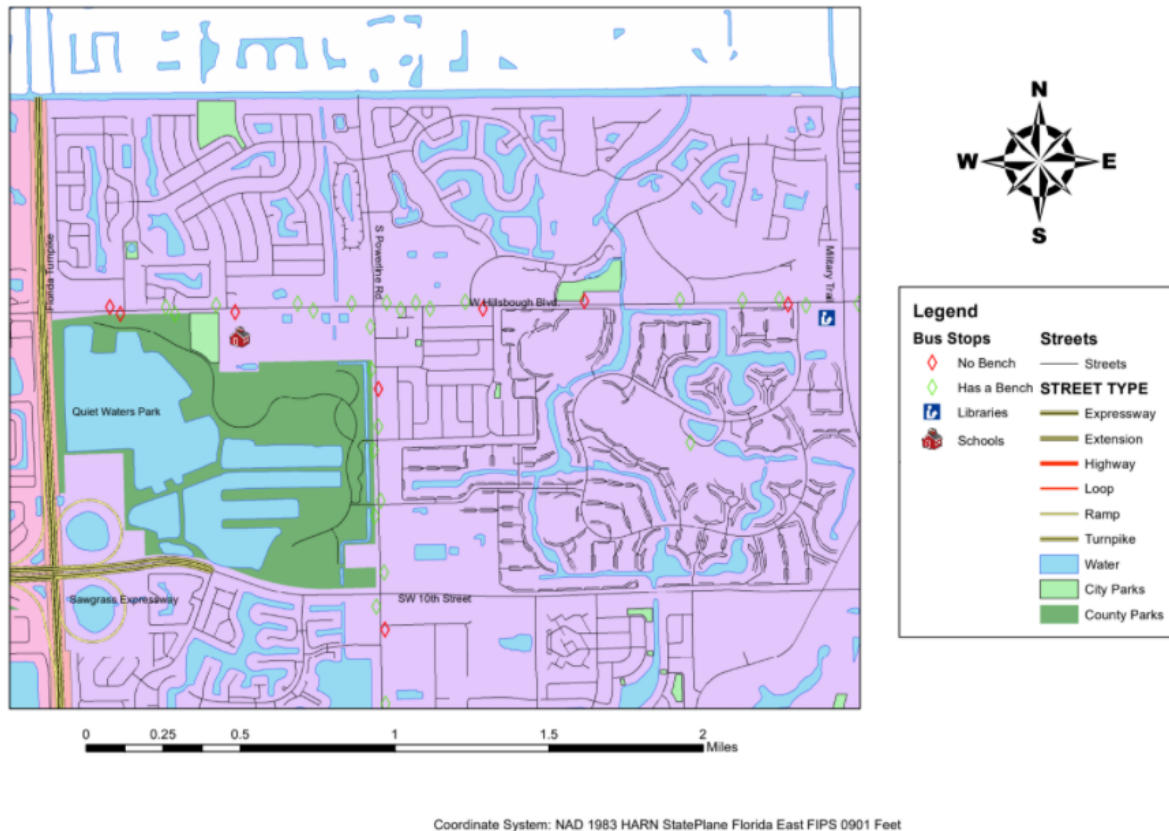 N
W
E
S
Florida Turnpike
S Powerline Rd
Military Trail
W Hillsbough Blvd.
Quiet Waters Park
Sawgrass Expressway
SW 10th Street
Legend
Bus Stops
No Bench
Has a Bench
Libraries
Schools
Streets
Streets
STREET TYPE
Expressway
Extension
Highway
Loop
Ramp
Turnpike
Water
City Parks
County Parks
0 0.25 0.5 1 1.5 2
Miles
Coordinate System: NAD 1983 HARN StatePlane Florida East FIPS 0901 Feet